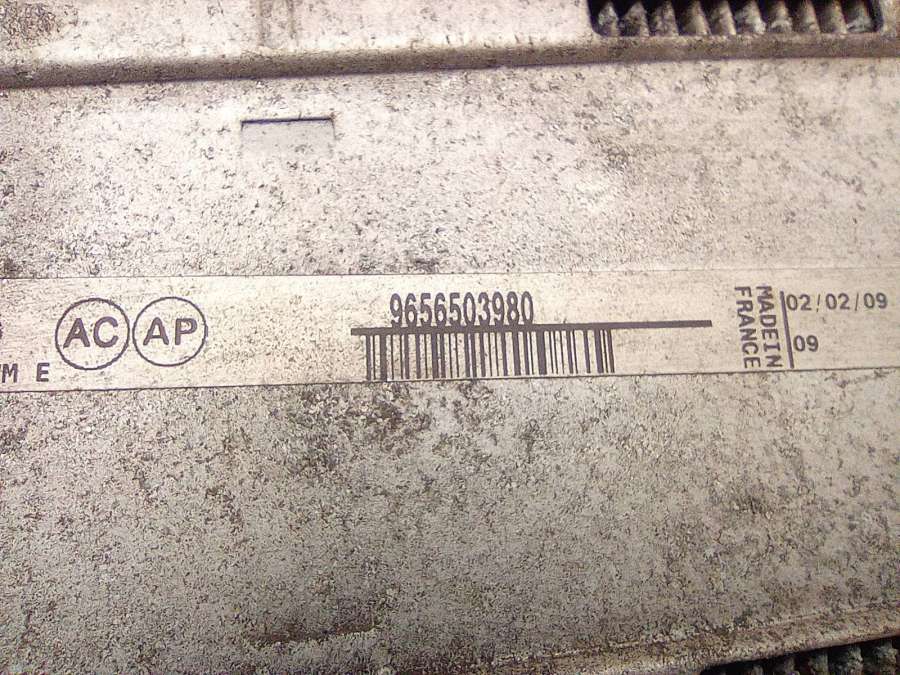 M E
AC AP
9656503980
MADE IN
FRANCE
02/02/09
09